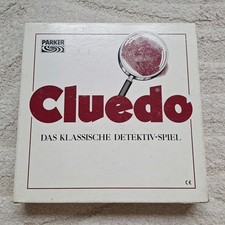 PARKER
Cluedo
DAS KLASSISCHE DETEKTIV-SPIEL
CE